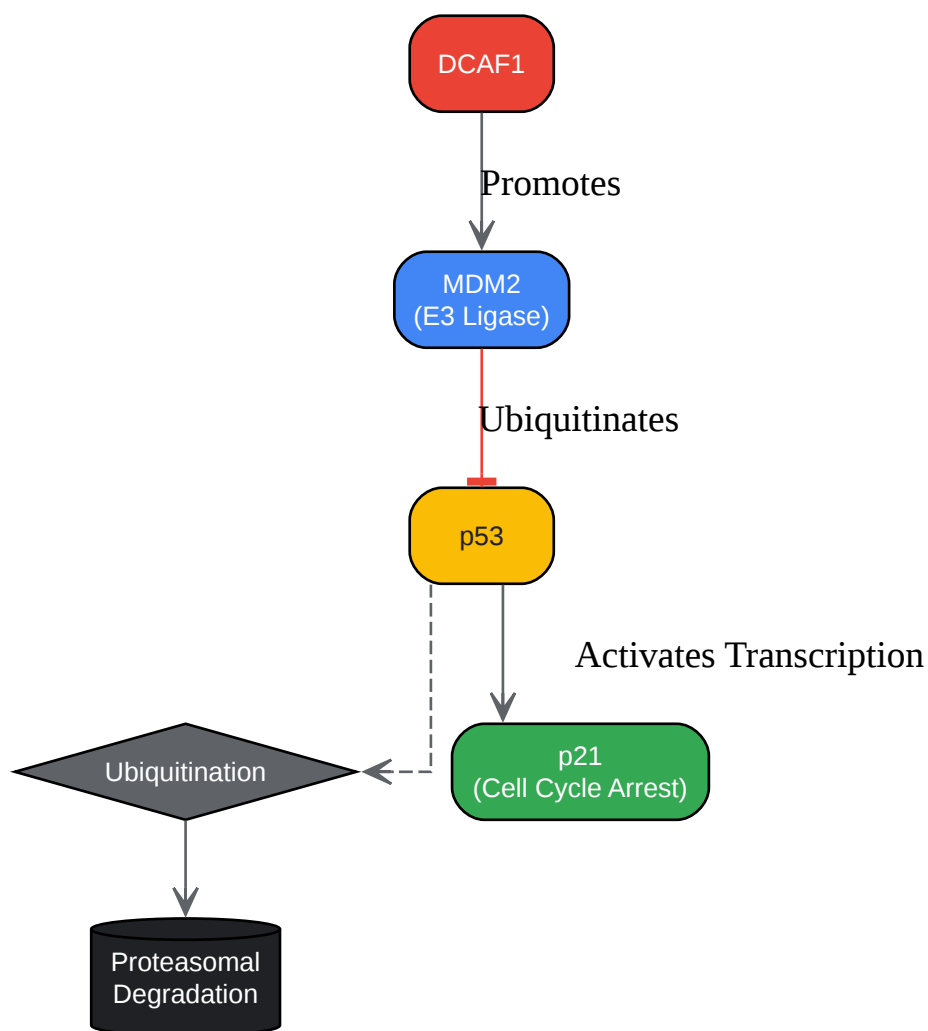 DCAF1
Promotes
MDM2
(E3 Ligase)
Ubiquitinates
p53
Activates Transcription
Ubiquitination
p21
(Cell Cycle Arrest)
Proteasomal
Degradation